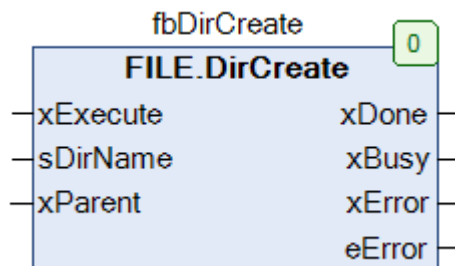 fbDirCreate
0
FILE.DirCreate
xExecute xDone
sDirName xBusy
xParent xError
eError